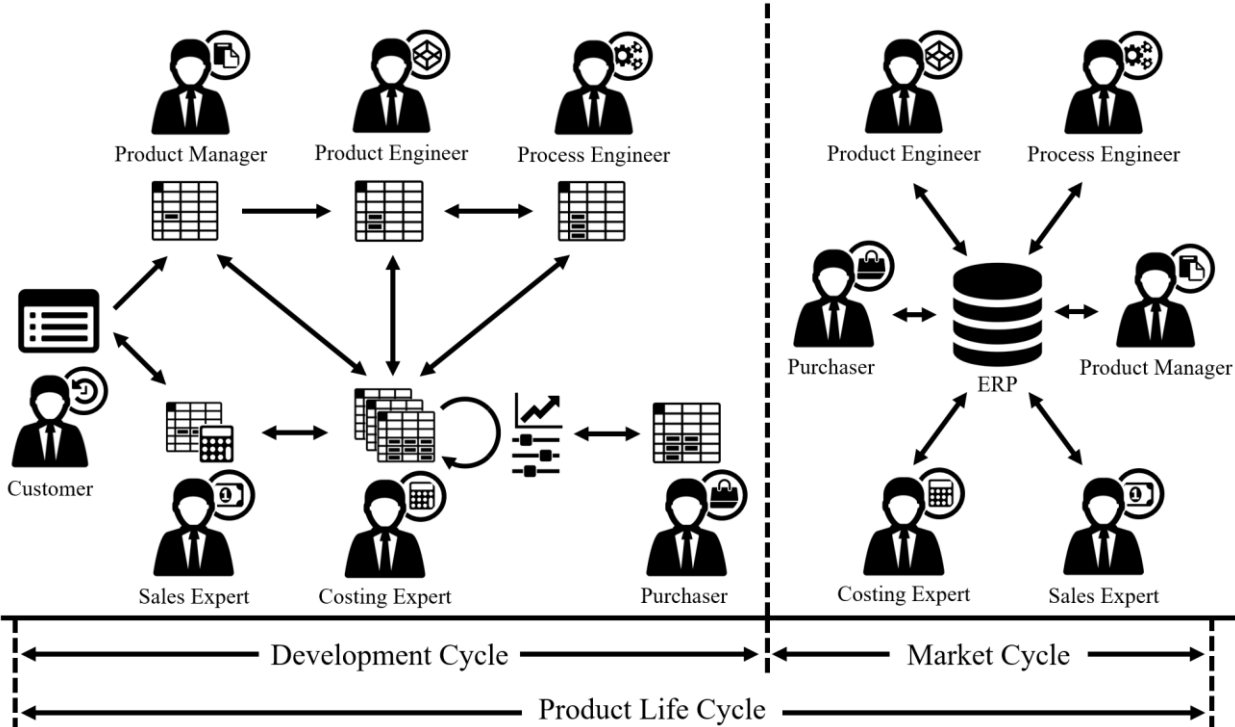 Product Manager
Product Engineer
Process Engineer
Customer
Sales Expert
Costing Expert
Purchaser
Product Engineer
Process Engineer
Purchaser
ERP
Product Manager
Costing Expert
Sales Expert
Development Cycle
Market Cycle
Product Life Cycle